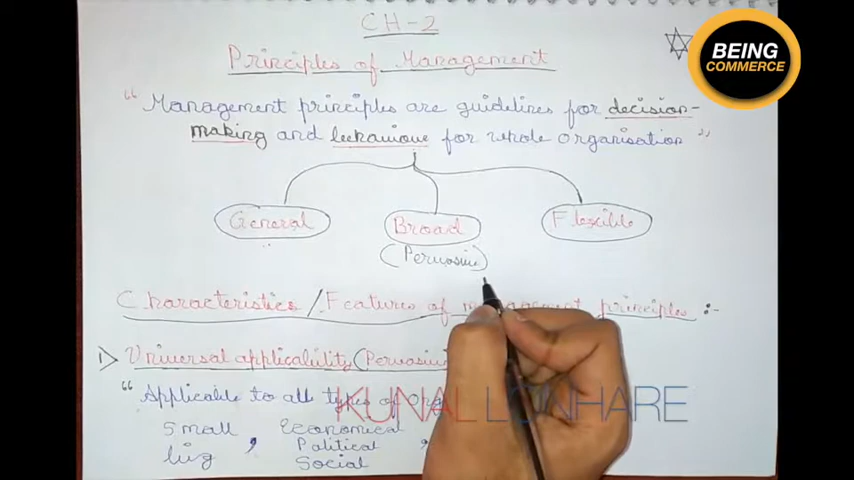 CH-2
Principles of Management
BEING
COMMERCE
"Management principles are guidelines for decision-
making and behaviour for whole organisation"
General Broad Flexible
(Pervasive)
Characteristics / Features of management principles :-
1> Universal applicability (Pervasive
"Applicable to all types of org
Small Economical
big , Political
Social
KUNAL LONHARE